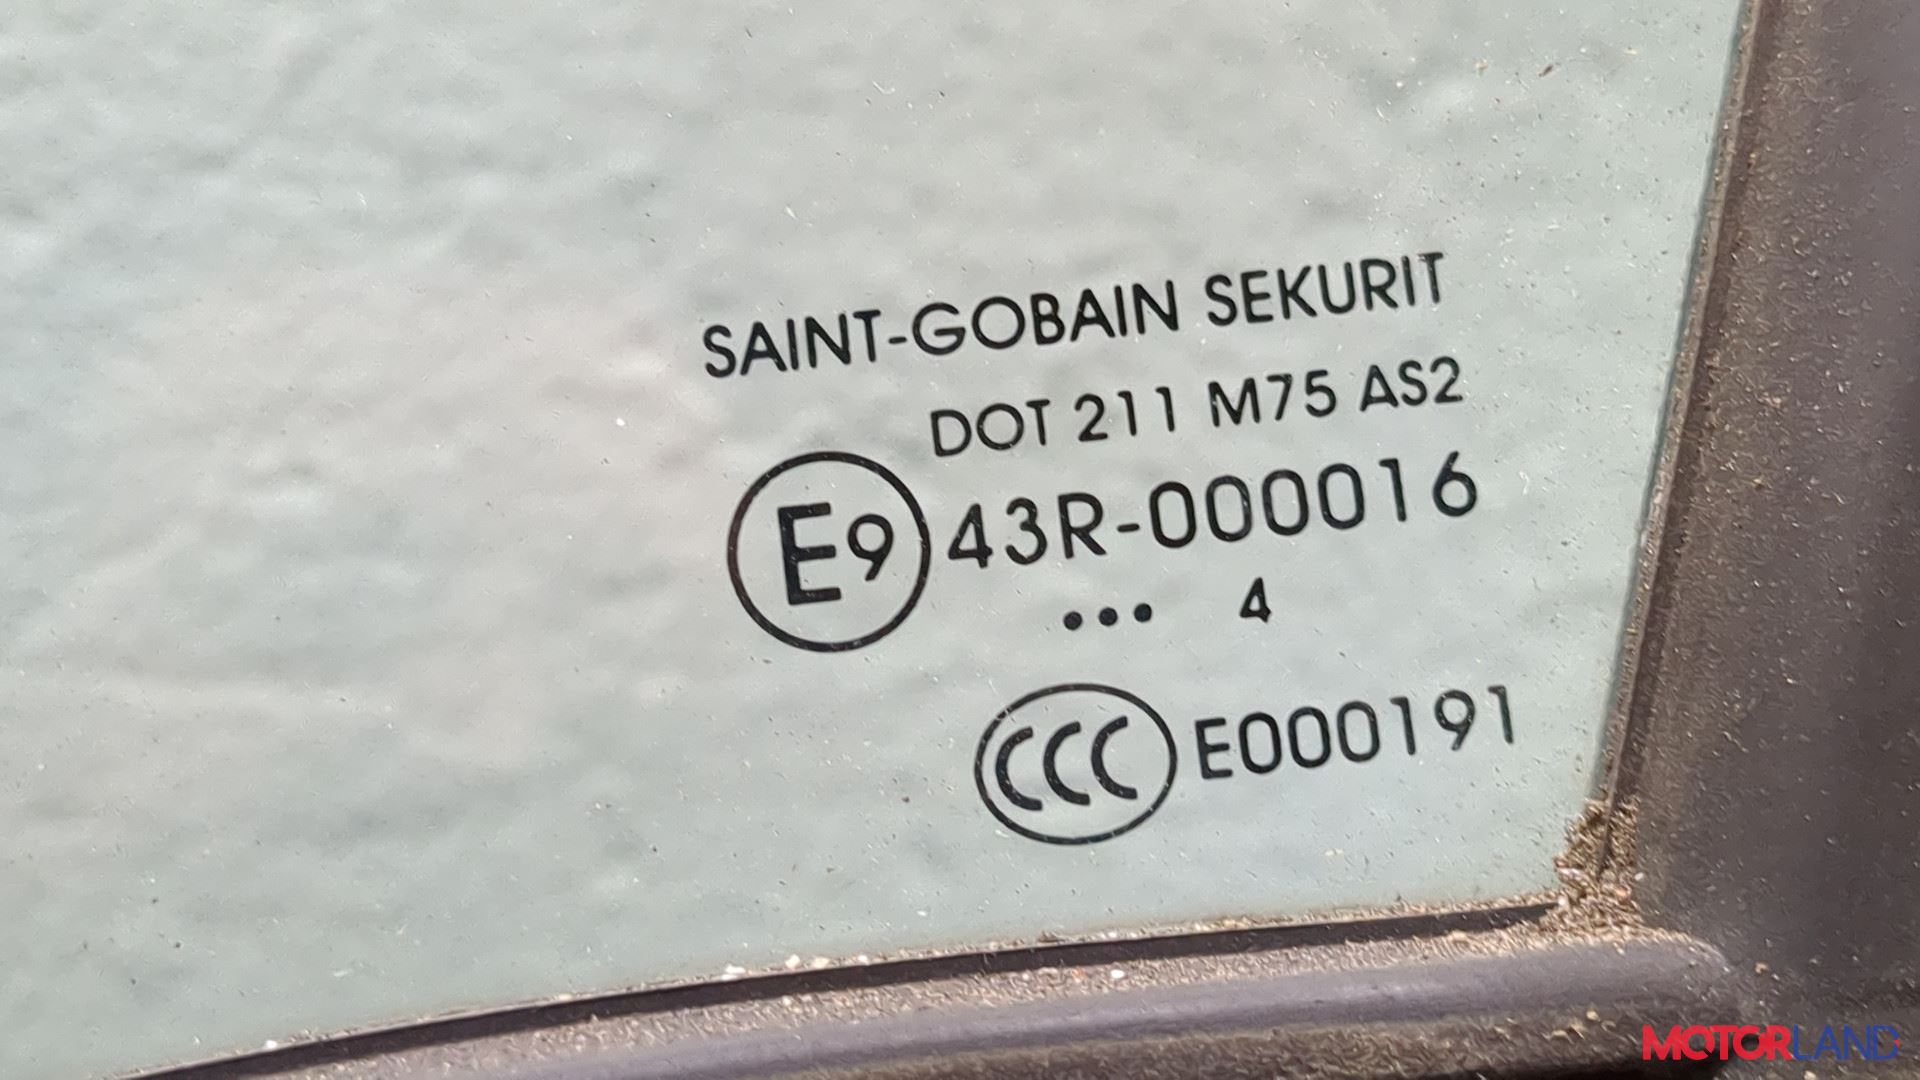 SAINT-GOBAIN SEKURIT
DOT 211 M75 AS2
E9 43R-000016
••• 4
CCC E000191
MOTORLAND